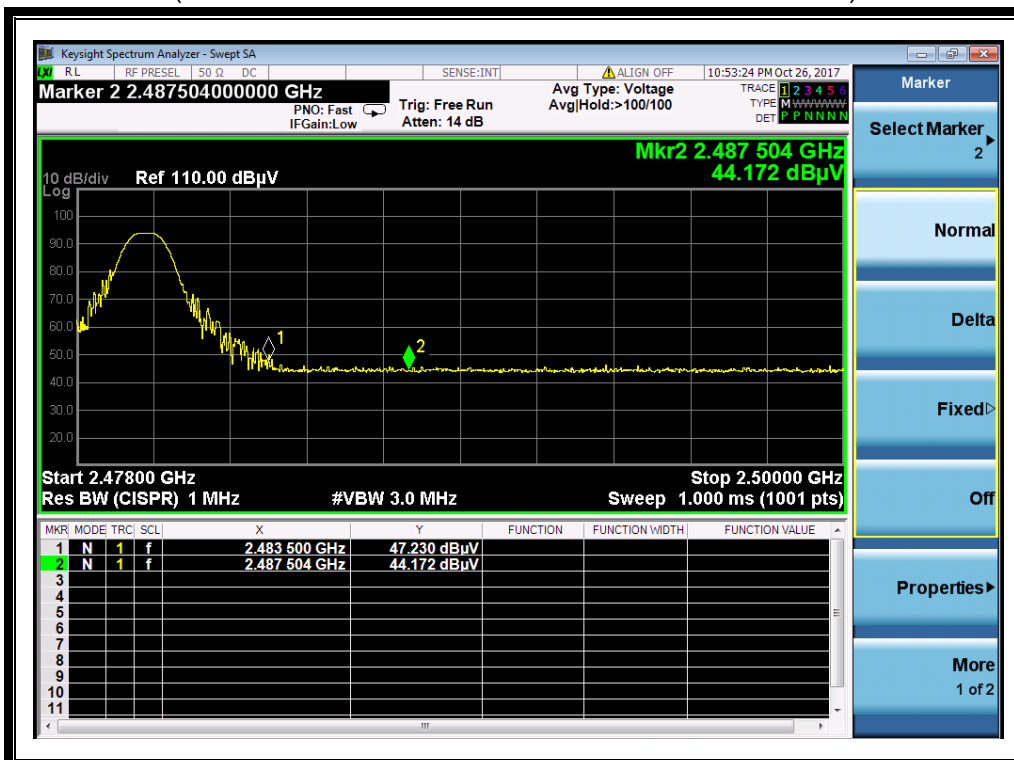 Keysight Spectrum Analyzer - Swept SA
LXI RL RF PRESEL 50 Ω DC SENSE:INT ALIGN OFF 10:53:24 PM Oct 26, 2017
Marker 2 2.487504000000 GHz
PNO: Fast
IFGain:Low
Trig: Free Run
Atten: 14 dB
Avg Type: Voltage
Avg|Hold:>100/100
TRACE 1 2 3 4 5 6
TYPE M WWWWW
DET P P N N N N
Mkr2 2.487 504 GHz
44.172 dBµV
10 dB/div Ref 110.00 dBµV
Log
100
90.0
80.0
70.0
60.0
50.0
40.0
30.0
20.0
1
2
Start 2.47800 GHz Stop 2.50000 GHz
Res BW (CISPR) 1 MHz #VBW 3.0 MHz Sweep 1.000 ms (1001 pts)
MKR MODE TRC SCL X Y FUNCTION FUNCTION WIDTH FUNCTION VALUE
1 N 1 f 2.483 500 GHz 47.230 dBµV
2 N 1 f 2.487 504 GHz 44.172 dBµV
3
4
5
6
7
8
9
10
11
Marker
Select Marker
2
Normal
Delta
Fixed
Off
Properties
More
1 of 2